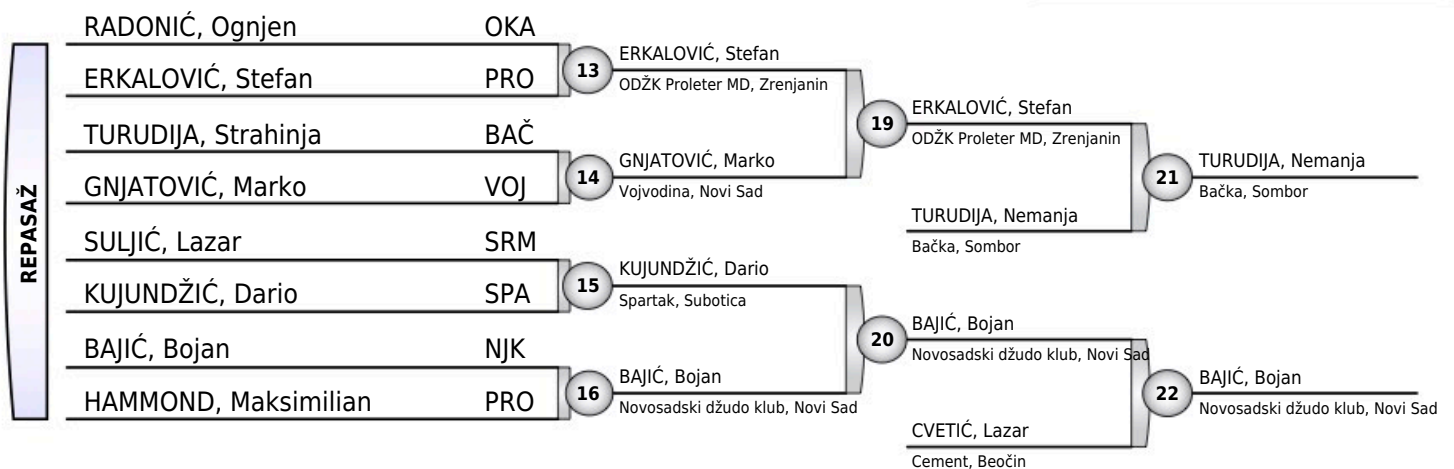 REPASAŽ
RADONIĆ, Ognjen OKA
ERKALOVIĆ, Stefan PRO
TURUDIJA, Strahinja BAČ
GNJATOVIĆ, Marko VOJ
SULJIĆ, Lazar SRM
KUJUNDŽIĆ, Dario SPA
BAJIĆ, Bojan NJK
HAMMOND, Maksimilian PRO
13
ERKALOVIĆ, Stefan
ODŽK Proleter MD, Zrenjanin
14
GNJATOVIĆ, Marko
Vojvodina, Novi Sad
15
KUJUNDŽIĆ, Dario
Spartak, Subotica
16
BAJIĆ, Bojan
Novosadski džudo klub, Novi Sad
19
ERKALOVIĆ, Stefan
ODŽK Proleter MD, Zrenjanin
TURUDIJA, Nemanja
Bačka, Sombor
20
BAJIĆ, Bojan
Novosadski džudo klub, Novi Sad
CVETIĆ, Lazar
Cement, Beočin
21
TURUDIJA, Nemanja
Bačka, Sombor
22
BAJIĆ, Bojan
Novosadski džudo klub, Novi Sad